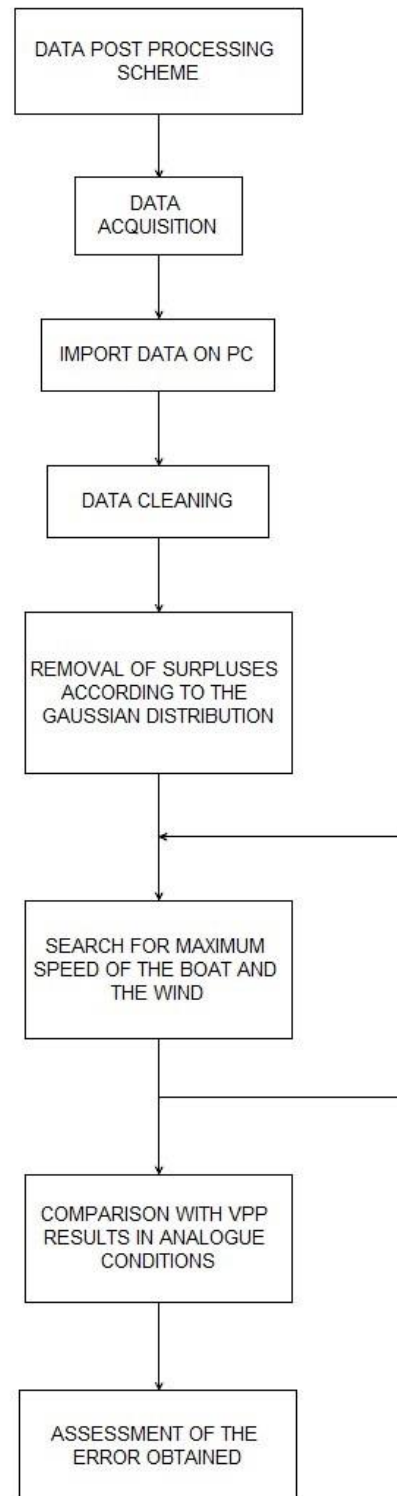 DATA POST PROCESSING
SCHEME
DATA
ACQUISITION
IMPORT DATA ON PC
DATA CLEANING
REMOVAL OF SURPLUSES
ACCORDING TO THE
GAUSSIAN DISTRIBUTION
SEARCH FOR MAXIMUM
SPEED OF THE BOAT AND
THE WIND
COMPARISON WITH VPP
RESULTS IN ANALOGUE
CONDITIONS
ASSESSMENT OF THE
ERROR OBTAINED